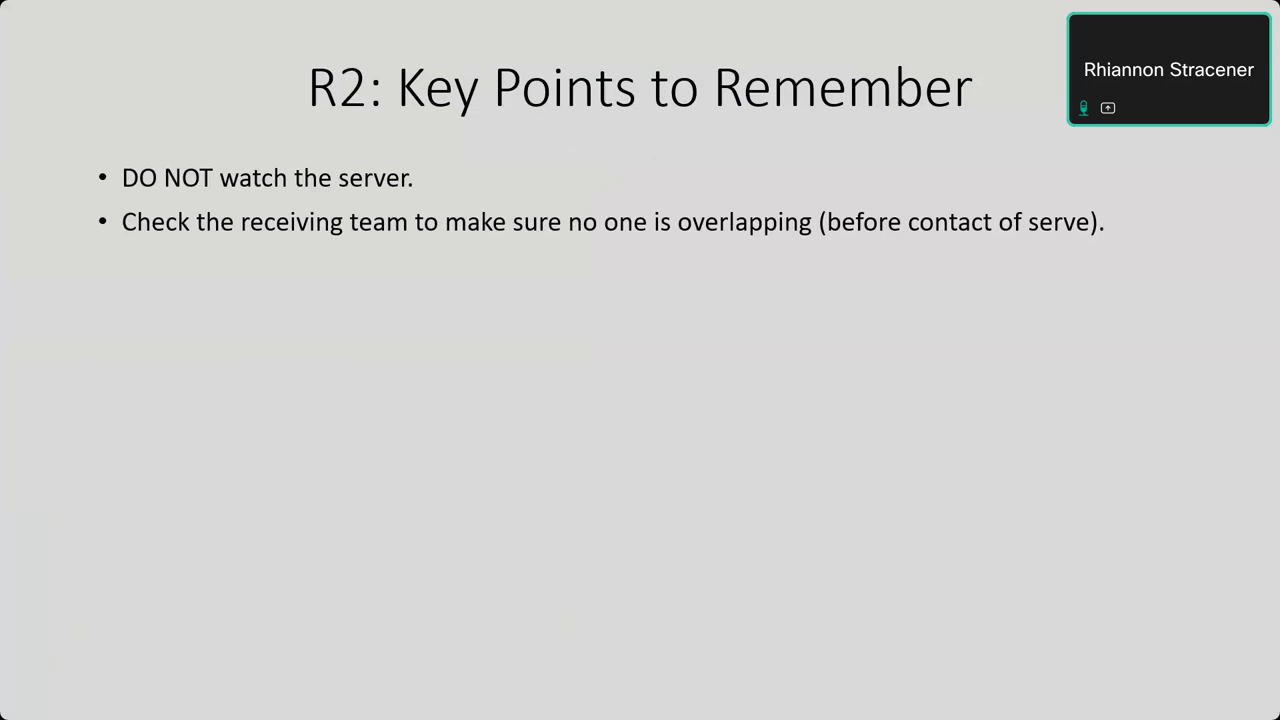 R2: Key Points to Remember
Rhiannon Stracener
• DO NOT watch the server.
• Check the receiving team to make sure no one is overlapping (before contact of serve).